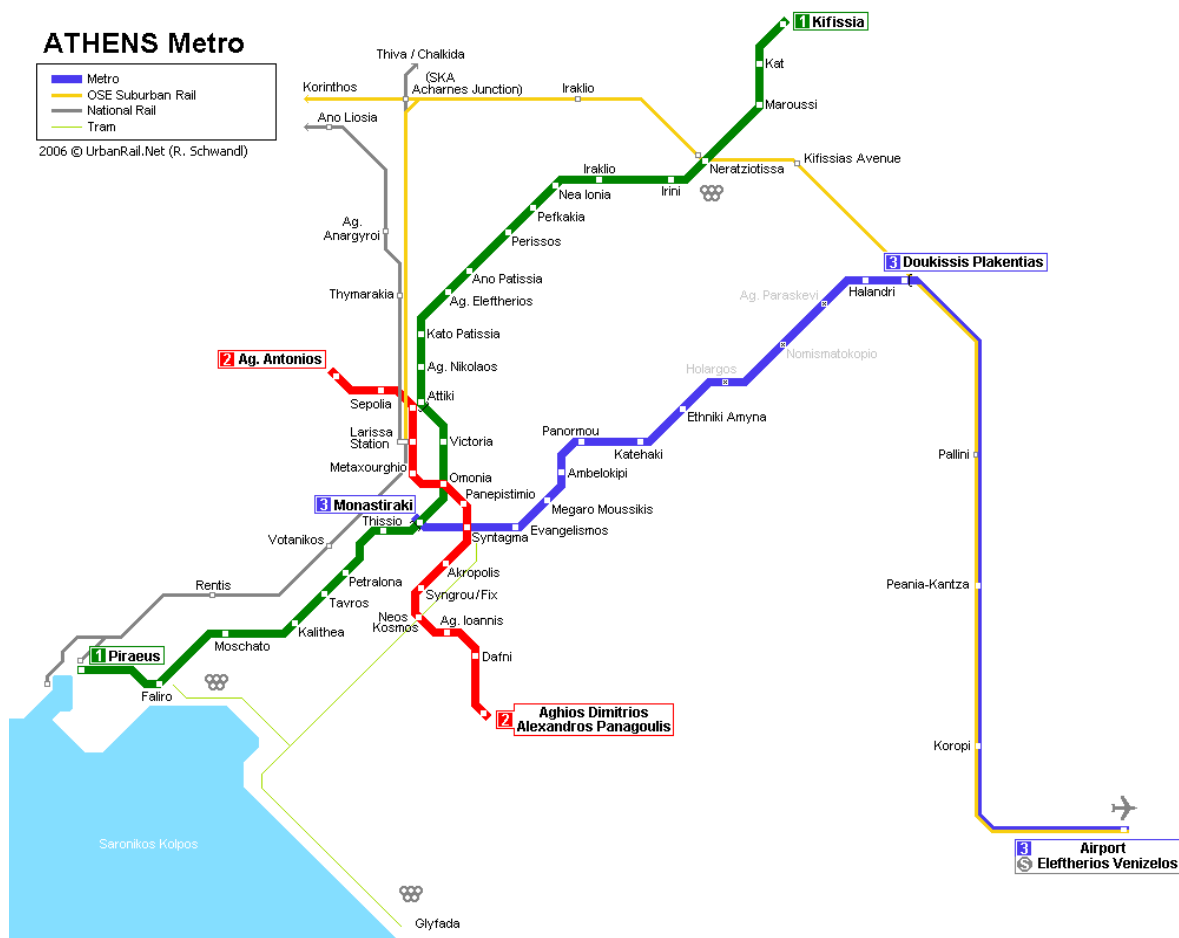 ATHENS Metro
Metro
OSE Suburban Rail
National Rail
Tram
2006 © UrbanRail.Net (R. Schwandl)
1 Kifissia
Kat
Maroussi
Thiva / Chalkida
(SKA
Acharnes Junction)
Korinthos
Iraklio
Ano Liosia
Kifissias Avenue
Neratziotissa
Iraklio
Irini
Nea Ionia
Pefkakia
Perissos
Ag.
Anargyroi
Ano Patissia
Ag. Eleftherios
Thymarakia
3 Doukissis Plakentias
Halandri
Ag. Paraskevi
Nomismatokopio
Holargos
Kato Patissia
2 Ag. Antonios
Ag. Nikolaos
Sepolia
Attiki
Ethniki Amyna
Larissa
Station
Victoria
Panormou
Katehaki
Pallini
Metaxourghio
Omonia
Ambelokipi
Panepistimio
3 Monastiraki
Megaro Moussikis
Thissio
Syntagma
Evangelismos
Votanikos
Akropolis
Petralona
Rentis
Tavros
Syngrou/Fix
Peania-Kantza
Neos
Kosmos
Ag. Ioannis
Kalithea
Moschato
1 Piraeus
Dafni
Faliro
2 Aghios Dimitrios
Alexandros Panagoulis
Koropi
Saronikos Kolpos
3 Airport
S Eleftherios Venizelos
Glyfada